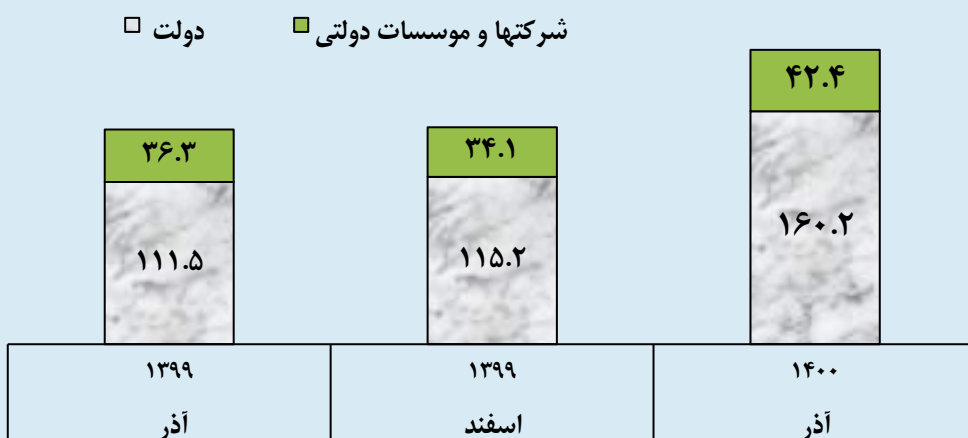 شرکتها و موسسات دولتی
دولت
۴۲.۴
۳۶.۳
۳۴.۱
۱۶۰.۲
۱۱۱.۵
۱۱۵.۲
۱۳۹۹
۱۳۹۹
۱۴۰۰
آذر
اسفند
آذر